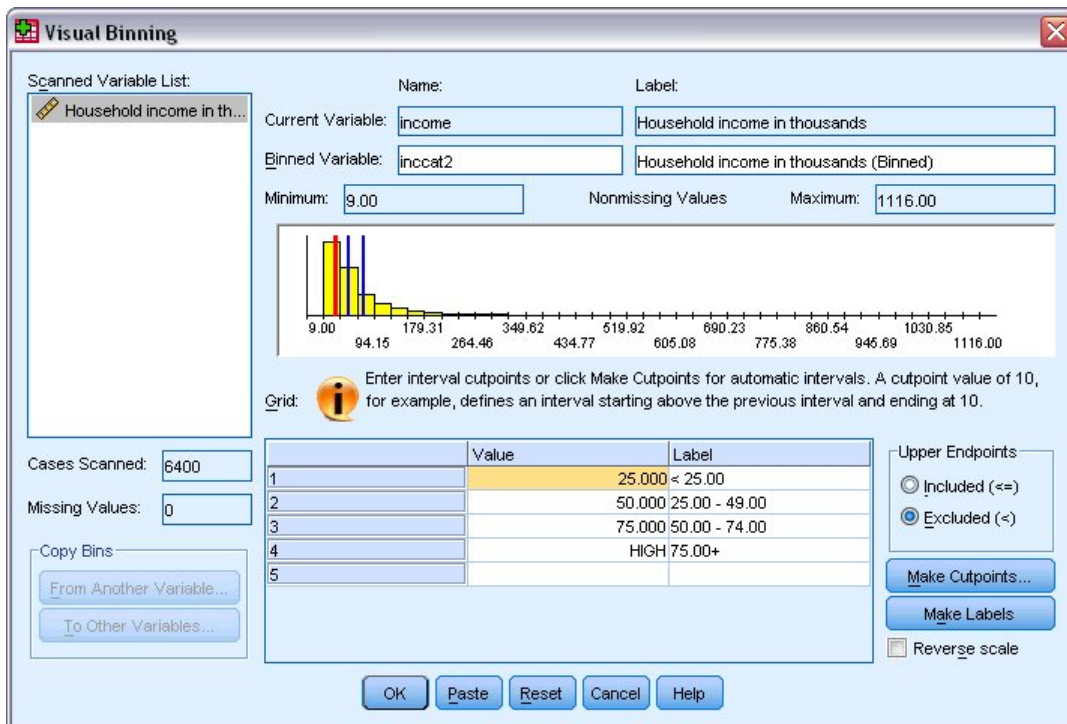 Visual Binning
Scanned Variable List:
Household income in th...
Name:
Label:
Current Variable:
income
Household income in thousands
Binned Variable:
inccat2
Household income in thousands (Binned)
Minimum:
9.00
Nonmissing Values
Maximum:
1116.00
9.00 179.31 349.62 519.92 690.23 860.54 1030.85
94.15 264.46 434.77 605.08 775.38 945.69 1116.00
Grid:
i
Enter interval cutpoints or click Make Cutpoints for automatic intervals. A cutpoint value of 10,
for example, defines an interval starting above the previous interval and ending at 10.
Cases Scanned:
6400
Missing Values:
0
Copy Bins
From Another Variable...
To Other Variables...
Value Label
1 25.000 < 25.00
2 50.000 25.00 - 49.00
3 75.000 50.00 - 74.00
4 HIGH 75.00+
5
Upper Endpoints
Included (<=)
Excluded (<)
Make Cutpoints...
Make Labels
Reverse scale
OK
Paste
Reset
Cancel
Help